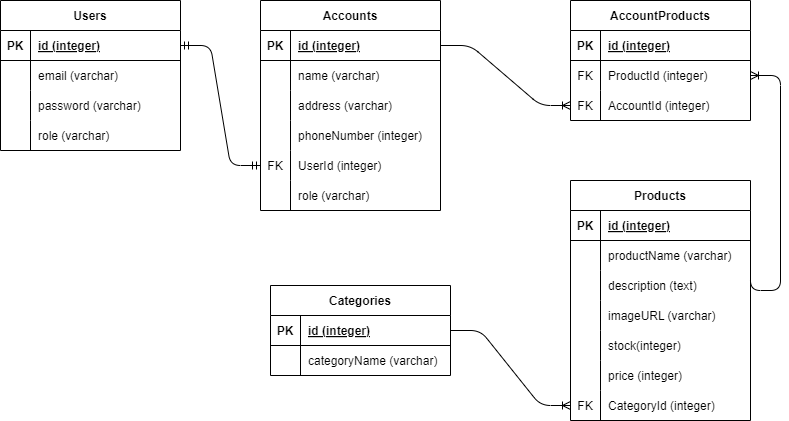 Users
PK id (integer)
email (varchar)
password (varchar)
role (varchar)
Accounts
PK id (integer)
name (varchar)
address (varchar)
phoneNumber (integer)
FK UserId (integer)
role (varchar)
AccountProducts
PK id (integer)
FK ProductId (integer)
FK AccountId (integer)
Products
PK id (integer)
productName (varchar)
description (text)
imageURL (varchar)
stock(integer)
price (integer)
FK CategoryId (integer)
Categories
PK id (integer)
categoryName (varchar)